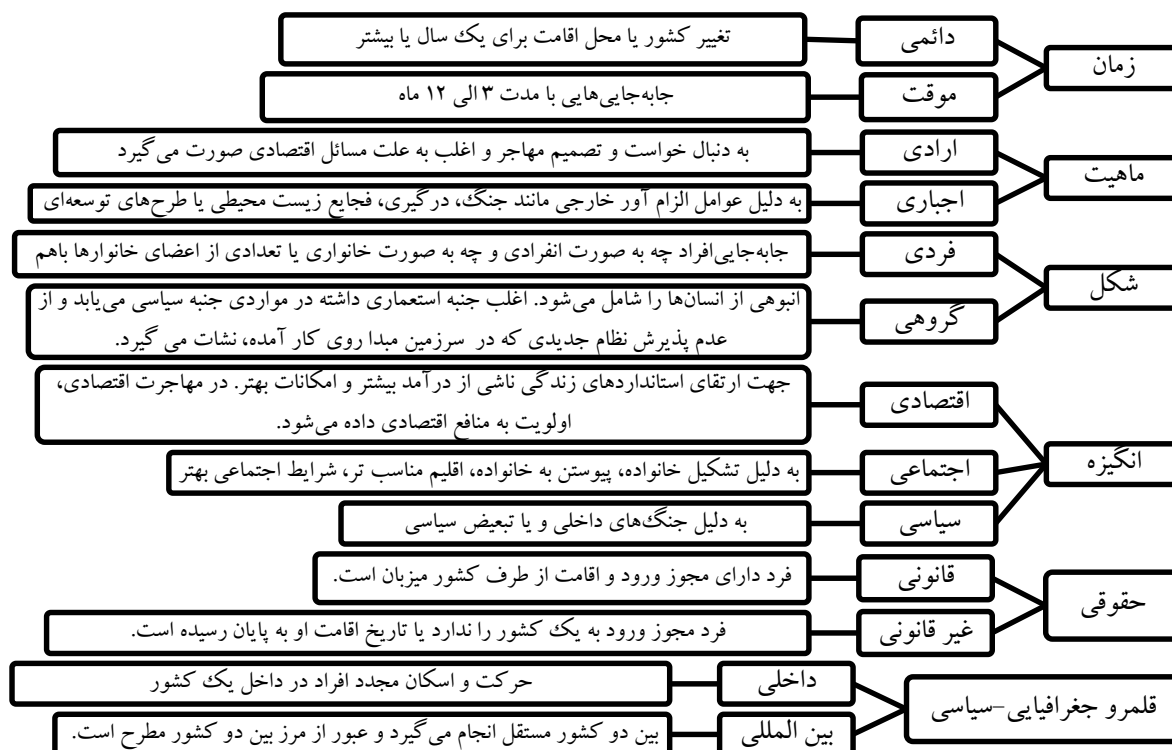 زمان
دائمی
تغییر کشور یا محل اقامت برای یک سال یا بیشتر
موقت
جابه‌جایی‌هایی با مدت ۳ الی ۱۲ ماه
ماهیت
ارادی
به دنبال خواست و تصمیم مهاجر و اغلب به علت مسائل اقتصادی صورت می‌گیرد
اجباری
به دلیل عوامل الزام آور خارجی مانند جنگ، درگیری، فجایع زیست محیطی یا طرح‌های توسعه‌ای
شکل
فردی
جابه‌جایی‌افراد چه به صورت انفرادی و چه به صورت خانواری یا تعدادی از اعضای خانوارها باهم
گروهی
انبوهی از انسان‌ها را شامل می‌شود. اغلب جنبه استعماری داشته در مواردی جنبه سیاسی می‌یابد و از
عدم پذیرش نظام جدیدی که در سرزمین مبدا روی کار آمده، نشات می گیرد.
انگیزه
اقتصادی
جهت ارتقای استانداردهای زندگی ناشی از درآمد بیشتر و امکانات بهتر. در مهاجرت اقتصادی،
اولویت به منافع اقتصادی داده می‌شود.
اجتماعی
به دلیل تشکیل خانواده، پیوستن به خانواده، اقلیم مناسب تر، شرایط اجتماعی بهتر
سیاسی
به دلیل جنگ‌های داخلی و یا تبعیض سیاسی
حقوقی
قانونی
فرد دارای مجوز ورود و اقامت از طرف کشور میزبان است.
غیر قانونی
فرد مجوز ورود به یک کشور را ندارد یا تاریخ اقامت او به پایان رسیده است.
قلمرو جغرافیایی-سیاسی
داخلی
حرکت و اسکان مجدد افراد در داخل یک کشور
بین المللی
بین دو کشور مستقل انجام می‌گیرد و عبور از مرز بین دو کشور مطرح است.